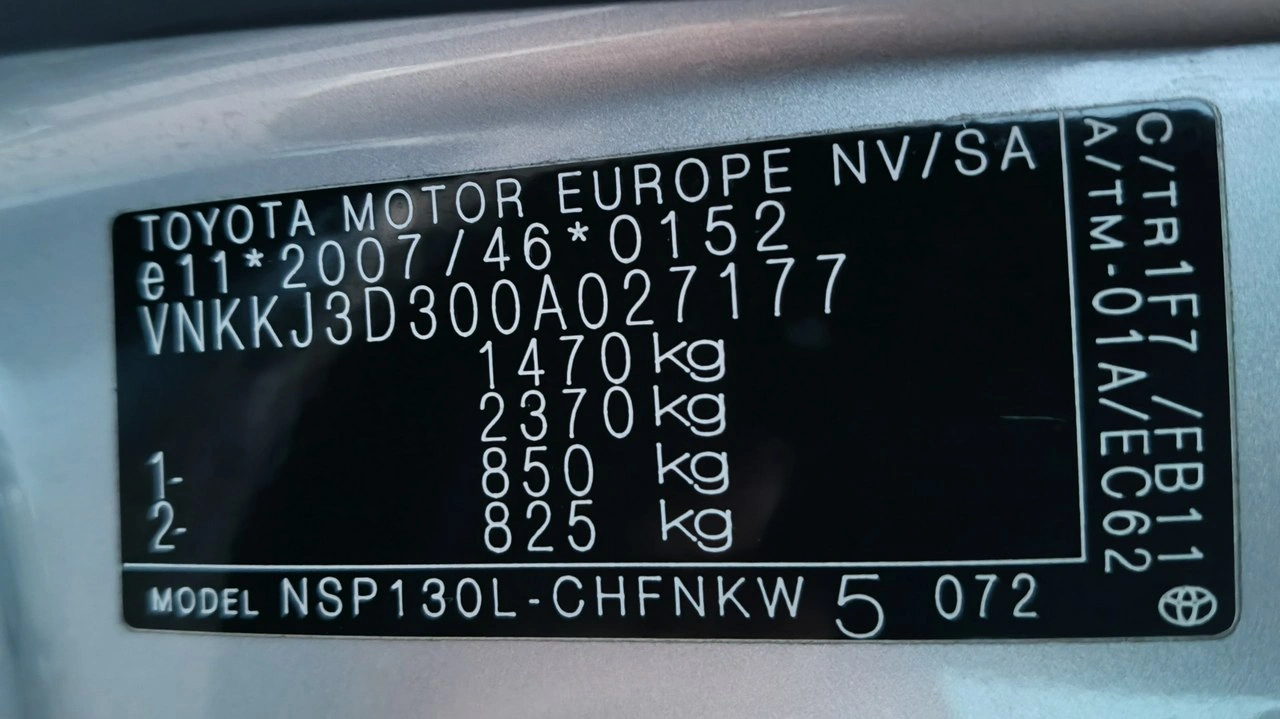 TOYOTA MOTOR EUROPE NV/SA
e11*2007/46*0152
VNKKJ3D300A027177
1470 kg
2370 kg
1- 850 kg
2- 825 kg
MODEL NSP130L-CHFNKW 5 072
C/TR1F7 /FB11
A/TM-01A/EC62